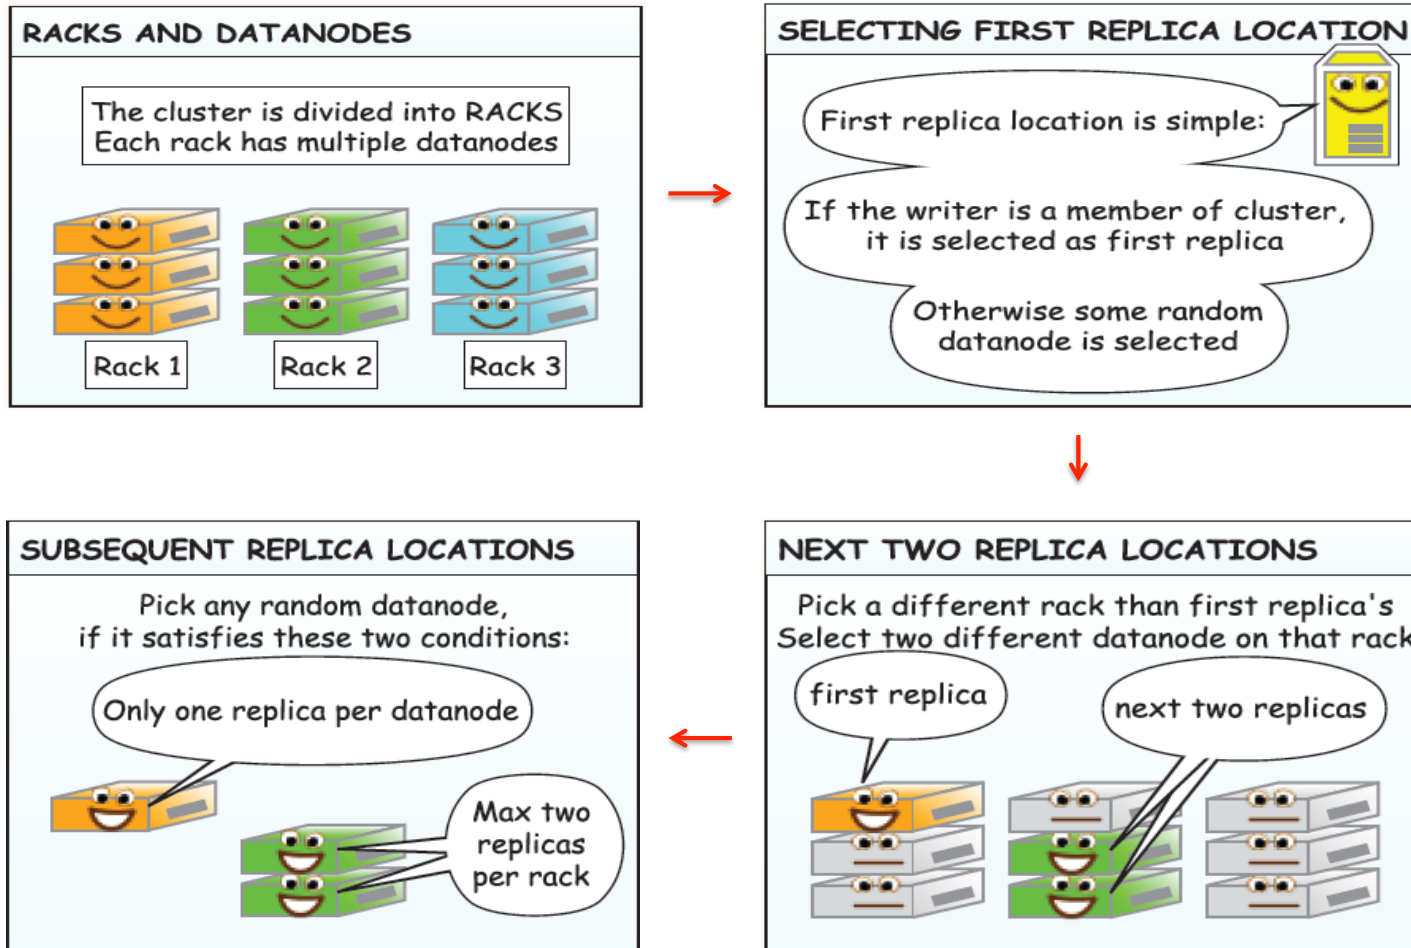 RACKS AND DATANODES
The cluster is divided into RACKS
Each rack has multiple datanodes
Rack 1
Rack 2
Rack 3
SELECTING FIRST REPLICA LOCATION
First replica location is simple:
If the writer is a member of cluster,
it is selected as first replica
Otherwise some random
datanode is selected
NEXT TWO REPLICA LOCATIONS
Pick a different rack than first replica's
Select two different datanode on that rack
first replica
next two replicas
SUBSEQUENT REPLICA LOCATIONS
Pick any random datanode,
if it satisfies these two conditions:
Only one replica per datanode
Max two
replicas
per rack